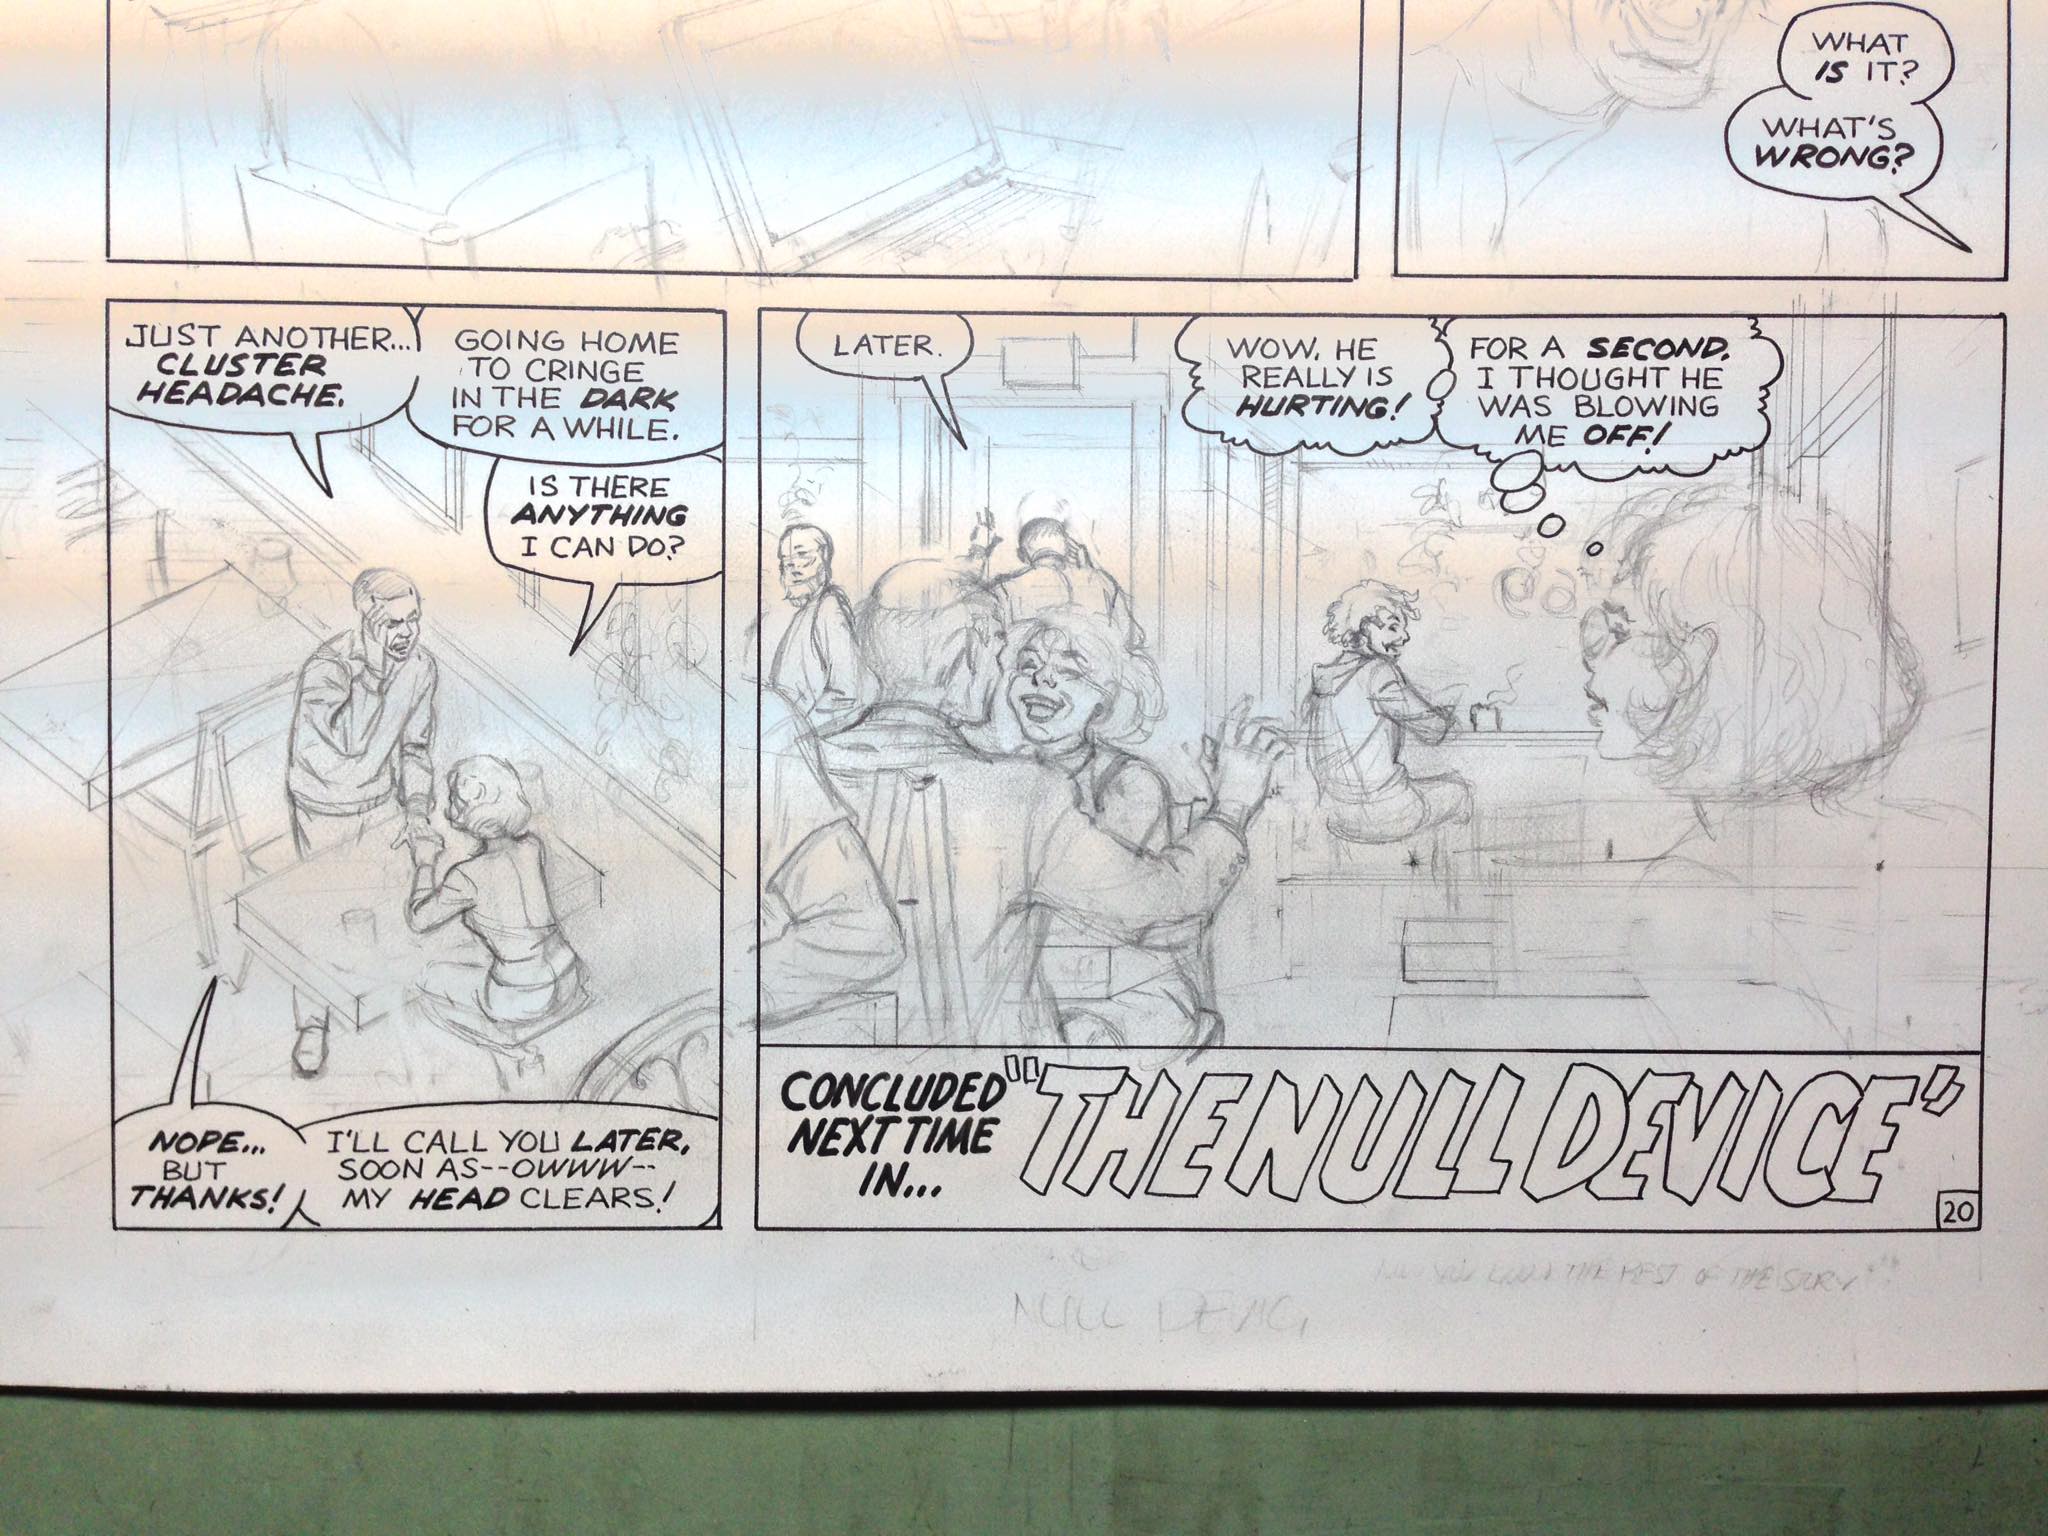 WHAT
IS IT?
WHAT'S
WRONG?
JUST ANOTHER...
CLUSTER
HEADACHE.
GOING HOME
TO CRINGE
IN THE DARK
FOR A WHILE.
IS THERE
ANYTHING
I CAN DO?
NOPE...
BUT
THANKS!
I'LL CALL YOU LATER,
SOON AS--OWWW--
MY HEAD CLEARS!
LATER.
WOW, HE
REALLY IS
HURTING!
FOR A SECOND,
I THOUGHT HE
WAS BLOWING
ME OFF!
CONCLUDED
NEXT TIME
IN...
"THE NULL DEVICE"
20
THE REST OF THE STORY
NULL